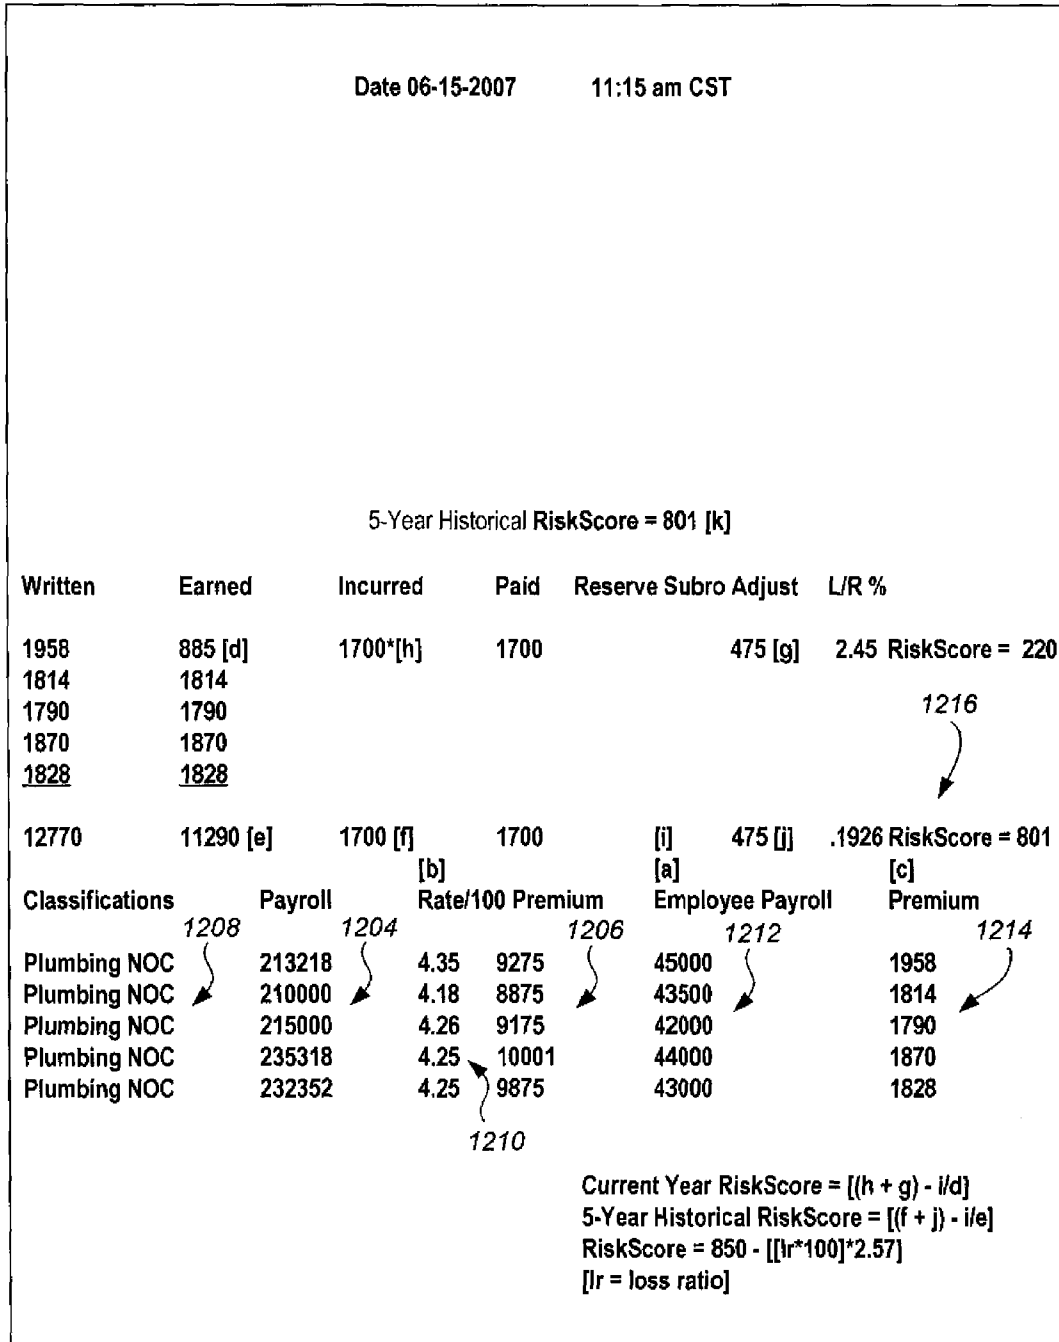 Date 06-15-2007 11:15 am CST
5-Year Historical RiskScore = 801 [k]
Written Earned Incurred Paid Reserve Subro Adjust L/R %
1958 885 [d] 1700*[h] 1700 475 [g] 2.45 RiskScore = 220
1814 1814
1790 1790
1216
1870 1870
1828 1828
12770 11290 [e] 1700 [f] 1700 [i] 475 [j] .1926 RiskScore = 801
[b] [a] [c]
Classifications Payroll Rate/100 Premium Employee Payroll Premium
1208 1204 1206 1212 1214
Plumbing NOC 213218 4.35 9275 45000 1958
Plumbing NOC 210000 4.18 8875 43500 1814
Plumbing NOC 215000 4.26 9175 42000 1790
Plumbing NOC 235318 4.25 10001 44000 1870
Plumbing NOC 232352 4.25 9875 43000 1828
1210
Current Year RiskScore = [(h + g) - i/d]
5-Year Historical RiskScore = [(f + j) - i/e]
RiskScore = 850 - [[lr*100]*2.57]
[lr = loss ratio]